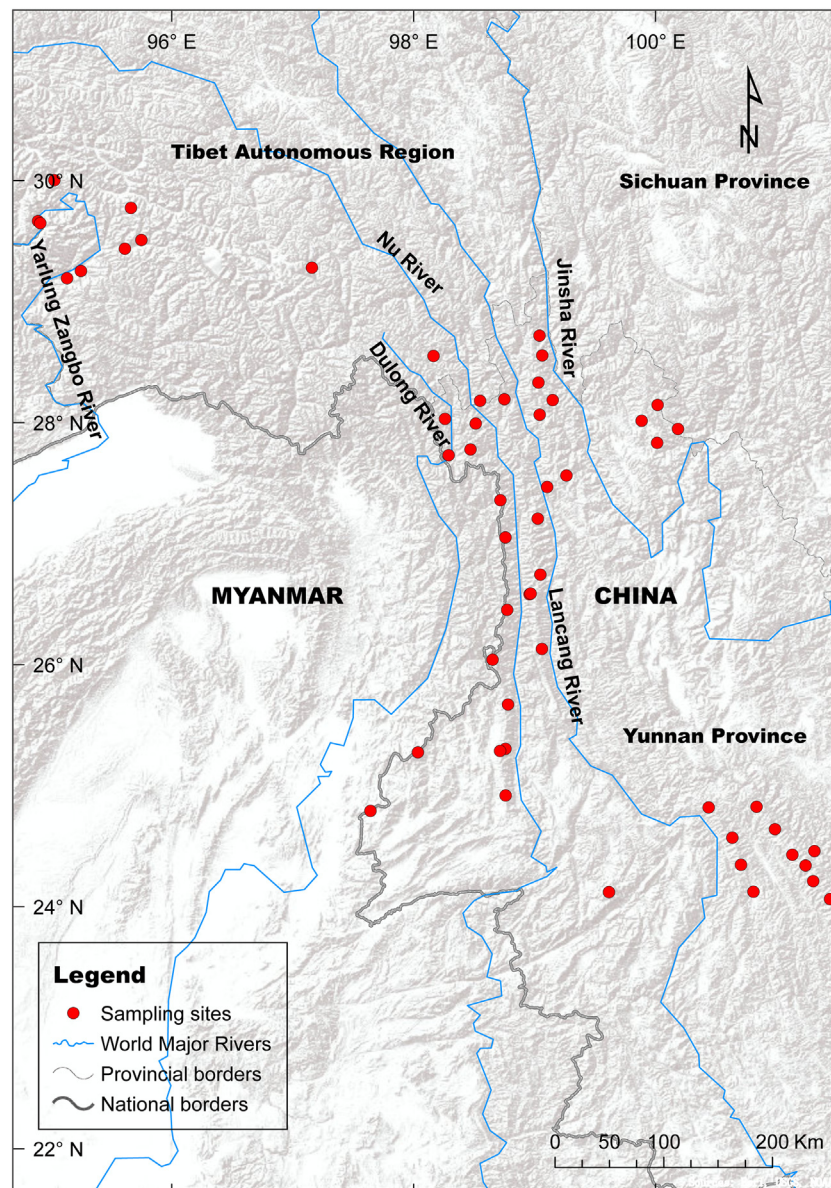 96° E
98° E
100° E
N
Tibet Autonomous Region
Sichuan Province
30° N
Nu River
Jinsha River
Yarlung Zangbo River
Dulong River
28° N
MYANMAR
CHINA
Lancang River
26° N
Yunnan Province
24° N
Legend
Sampling sites
World Major Rivers
Provincial borders
National borders
22° N
0 50 100 200 Km